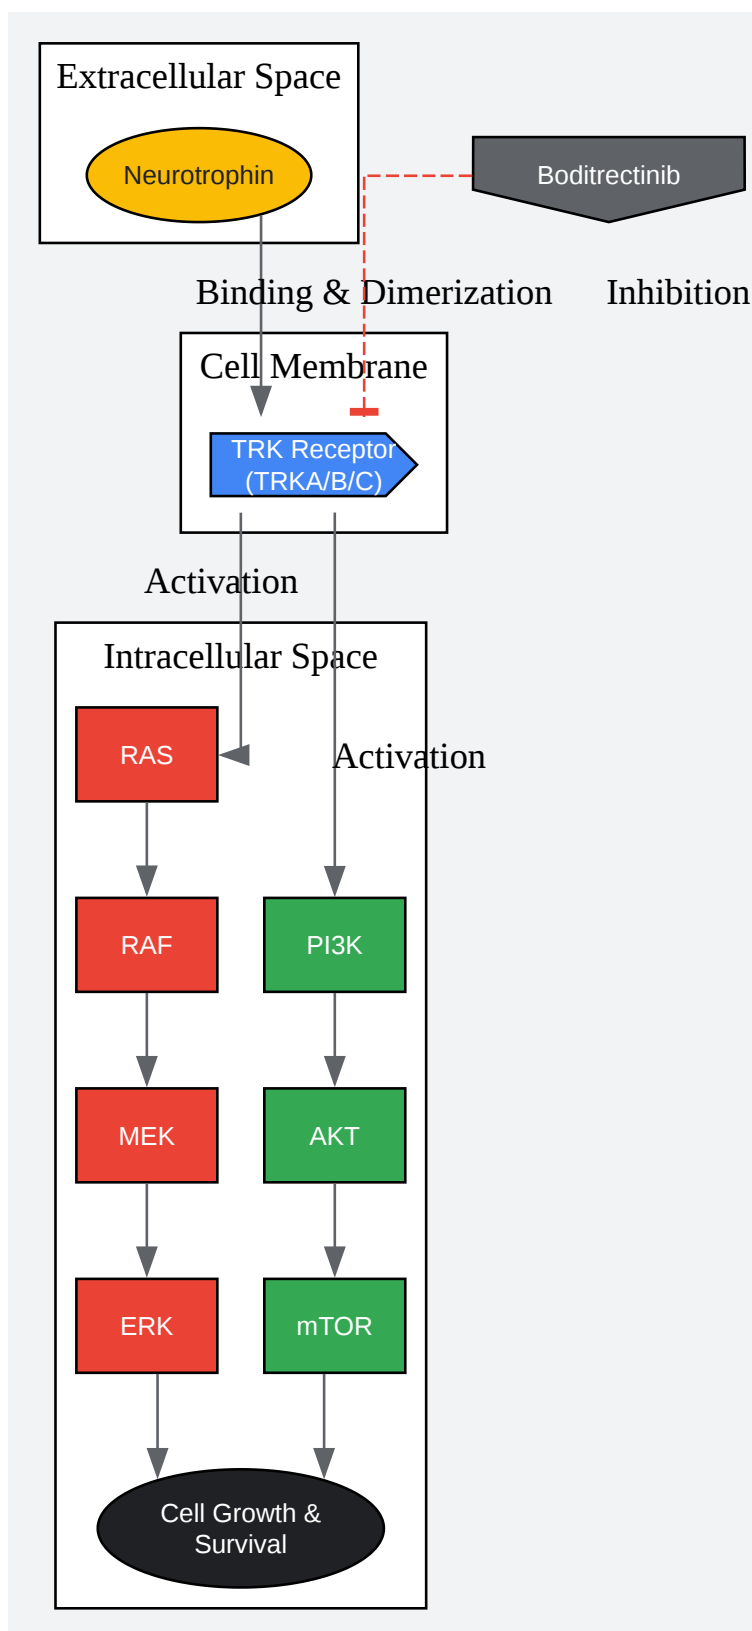 Extracellular Space
Neurotrophin
Boditrectinib
Binding & Dimerization
Inhibition
Cell Membrane
TRK Receptor
(TRKA/B/C)
Activation
Intracellular Space
RAS
Activation
RAF
PI3K
MEK
AKT
ERK
mTOR
Cell Growth &
Survival